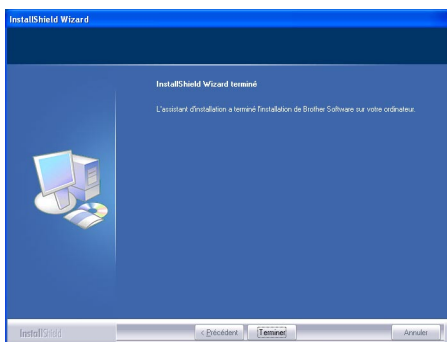 InstallShield Wizard
InstallShield Wizard terminé
L'assistant d'installation a terminé l'installation de Brother Software sur votre ordinateur.
InstallShield
< Précédent
Terminer
Annuler